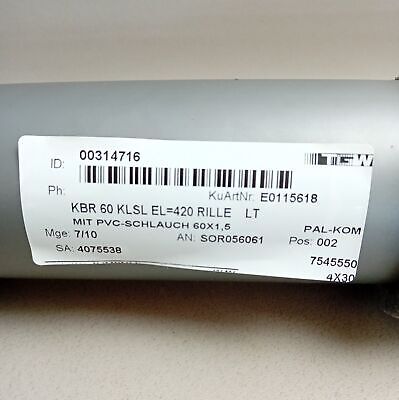 ID: 00314716 TGW
Ph: KuArtNr: E0115618
KBR 60 KLSL EL=420 RILLE LT
MIT PVC-SCHLAUCH 60X1,5 PAL-KOM
Mge: 7/10 AN: SOR056061 Pos: 002
SA: 4075538 7545550
4X30